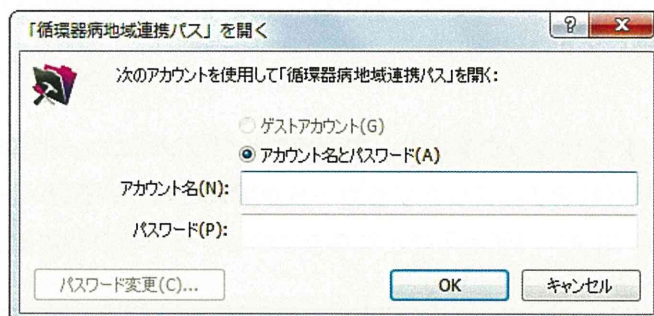 「循環器病地域連携パス」を開く
次のアカウントを使用して「循環器病地域連携パス」を開く:
ゲストアカウント(G)
アカウント名とパスワード(A)
アカウント名(N):
パスワード(P):
パスワード変更(C)... OK キャンセル